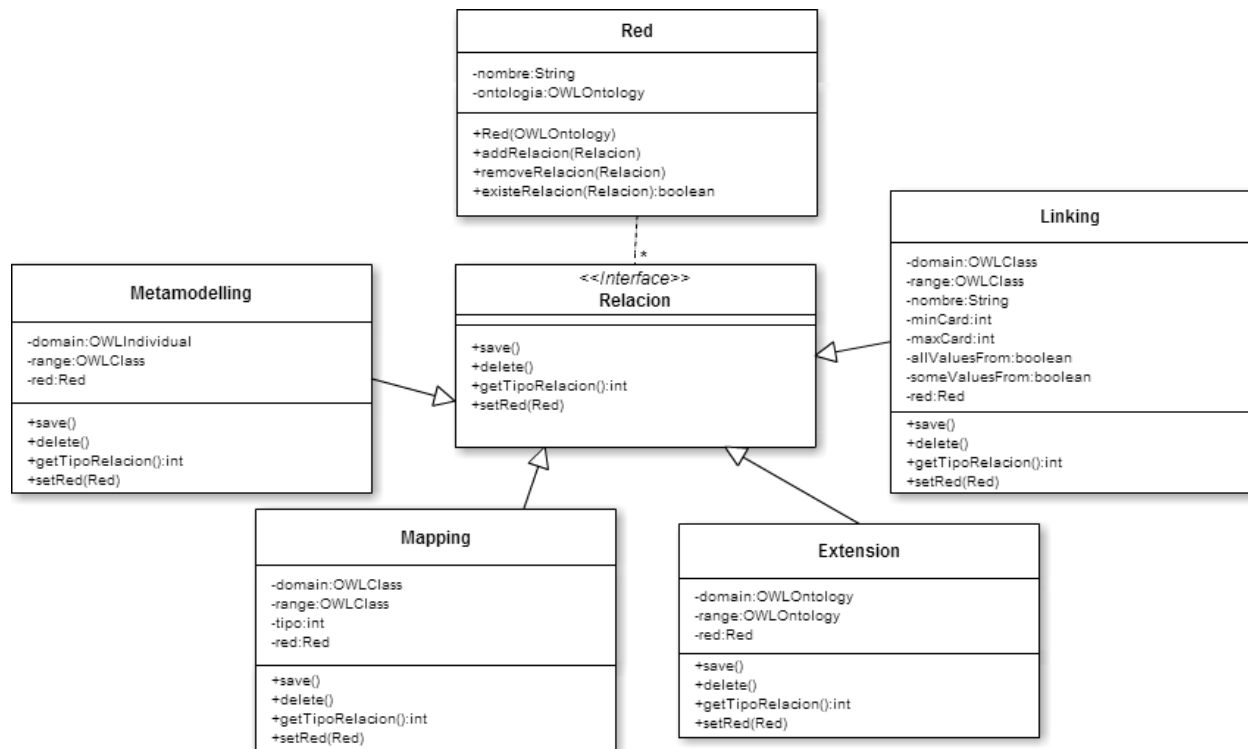 Red
-nombre:String
-ontologia:OWLOntology
+Red(OWLOntology)
+addRelacion(Relacion)
+removeRelacion(Relacion)
+existeRelacion(Relacion):boolean
*
<<Interface>>
Relacion
+save()
+delete()
+getTipoRelacion():int
+setRed(Red)
Metamodelling
-domain:OWLIndividual
-range:OWLClass
-red:Red
+save()
+delete()
+getTipoRelacion():int
+setRed(Red)
Linking
-domain:OWLClass
-range:OWLClass
-nombre:String
-minCard:int
-maxCard:int
-allValuesFrom:boolean
-someValuesFrom:boolean
-red:Red
+save()
+delete()
+getTipoRelacion():int
+setRed(Red)
Mapping
-domain:OWLClass
-range:OWLClass
-tipo:int
-red:Red
+save()
+delete()
+getTipoRelacion():int
+setRed(Red)
Extension
-domain:OWLOntology
-range:OWLOntology
-red:Red
+save()
+delete()
+getTipoRelacion():int
+setRed(Red)